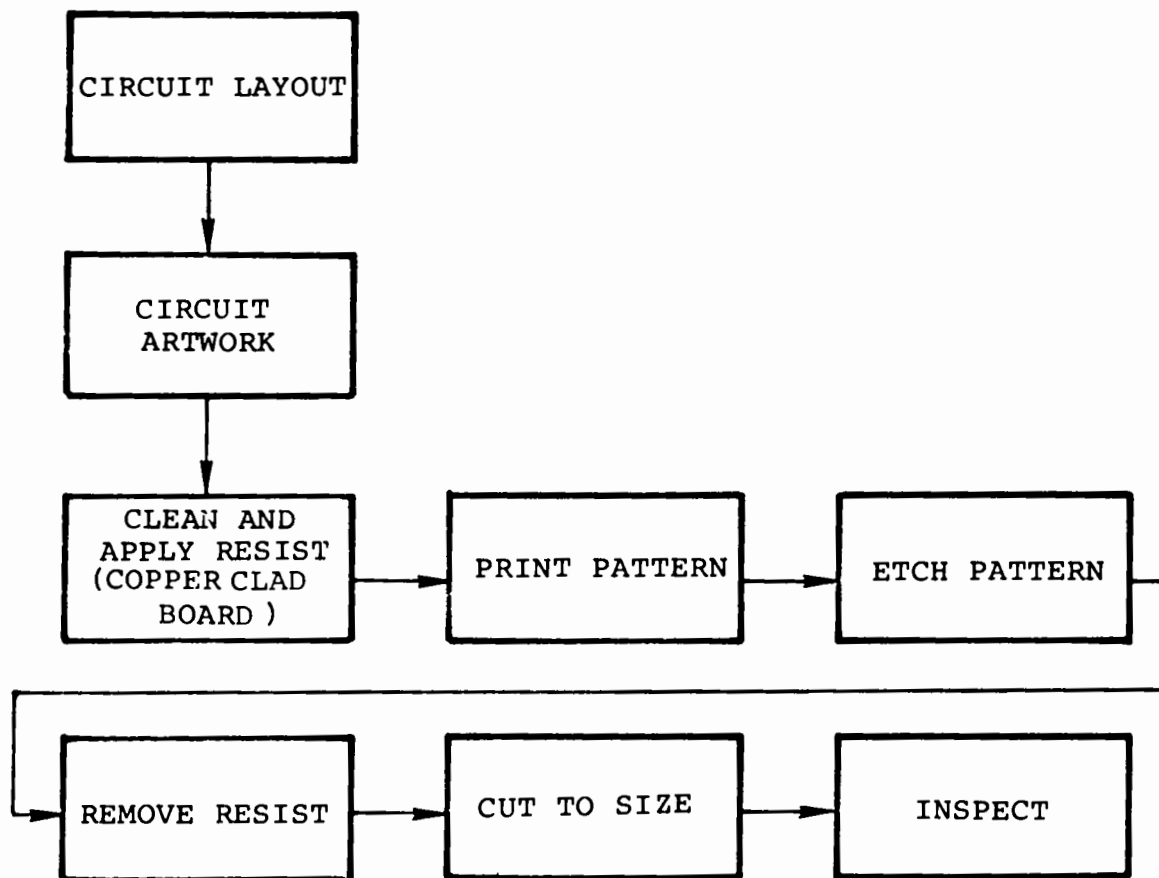 CIRCUIT LAYOUT
CIRCUIT
ARTWORK
CLEAN AND
APPLY RESIST
(COPPER CLAD
BOARD)
PRINT PATTERN
ETCH PATTERN
REMOVE RESIST
CUT TO SIZE
INSPECT